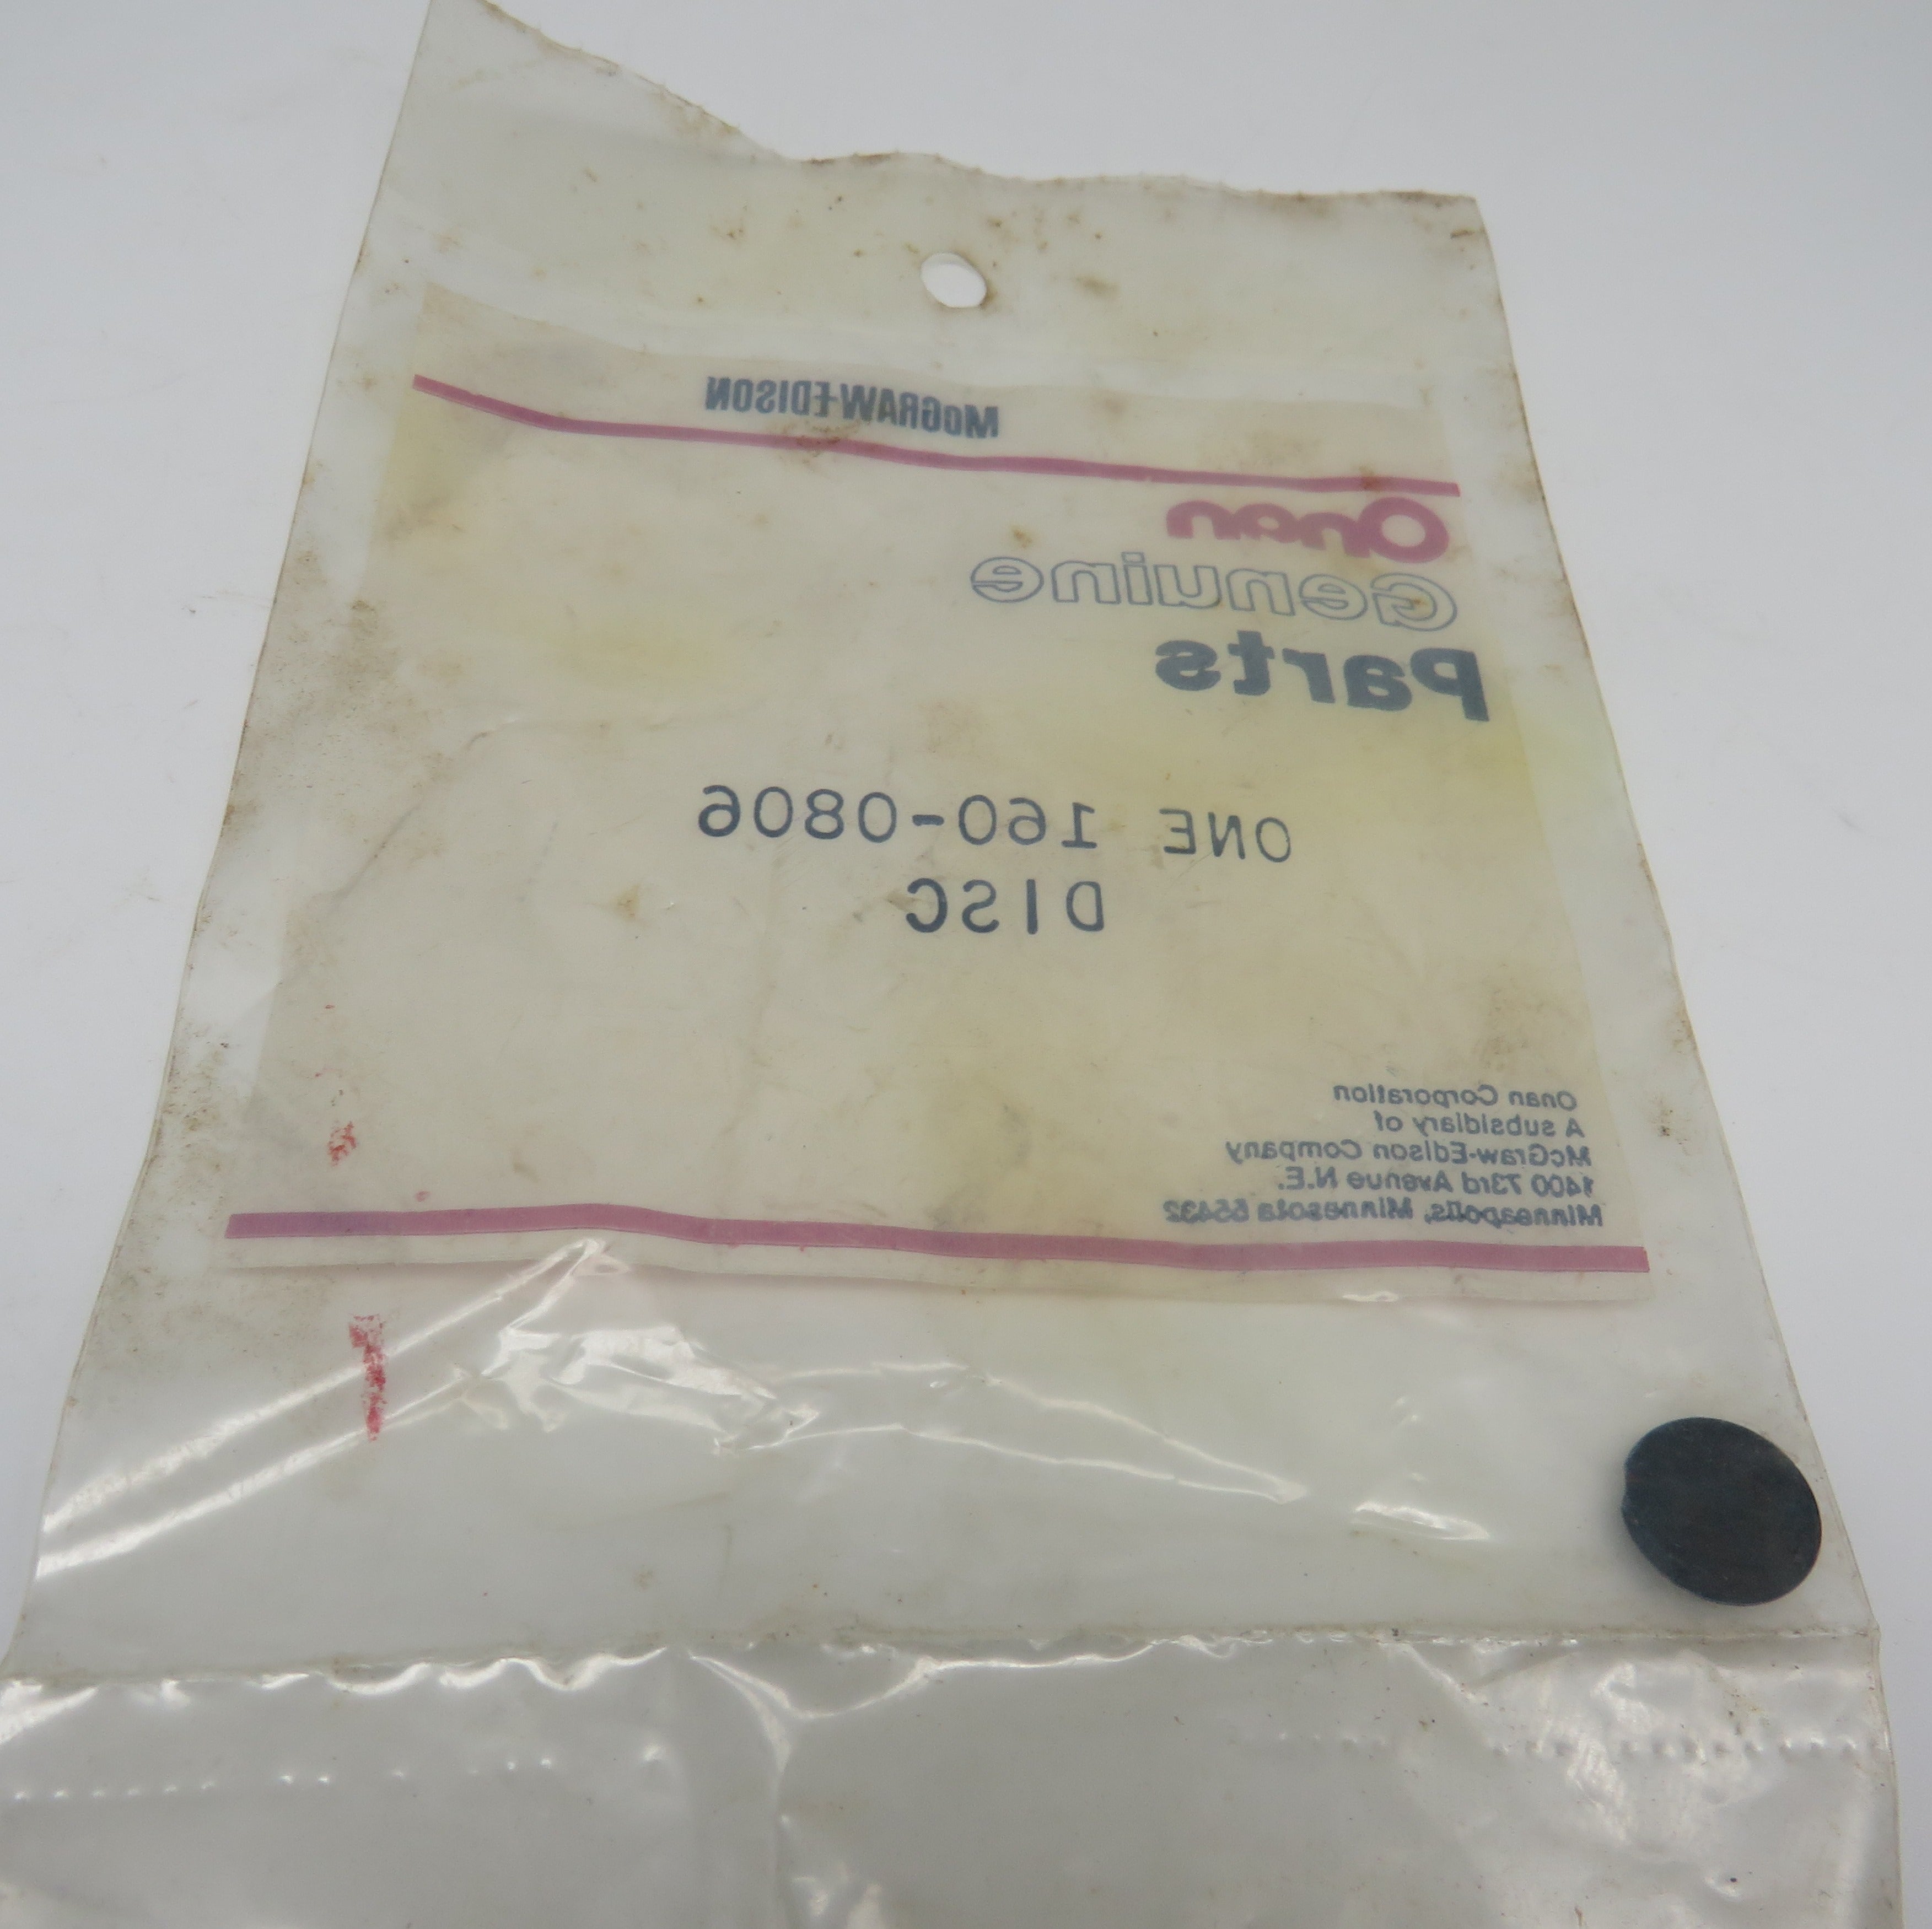 McGRAW-EDISON
Onan
Genuine
Parts
ONE 160-0806
DISC
Onan Corporation
A subsidiary of
McGraw-Edison Company
1400 73rd Avenue N.E.
Minneapolis, Minnesota 55432